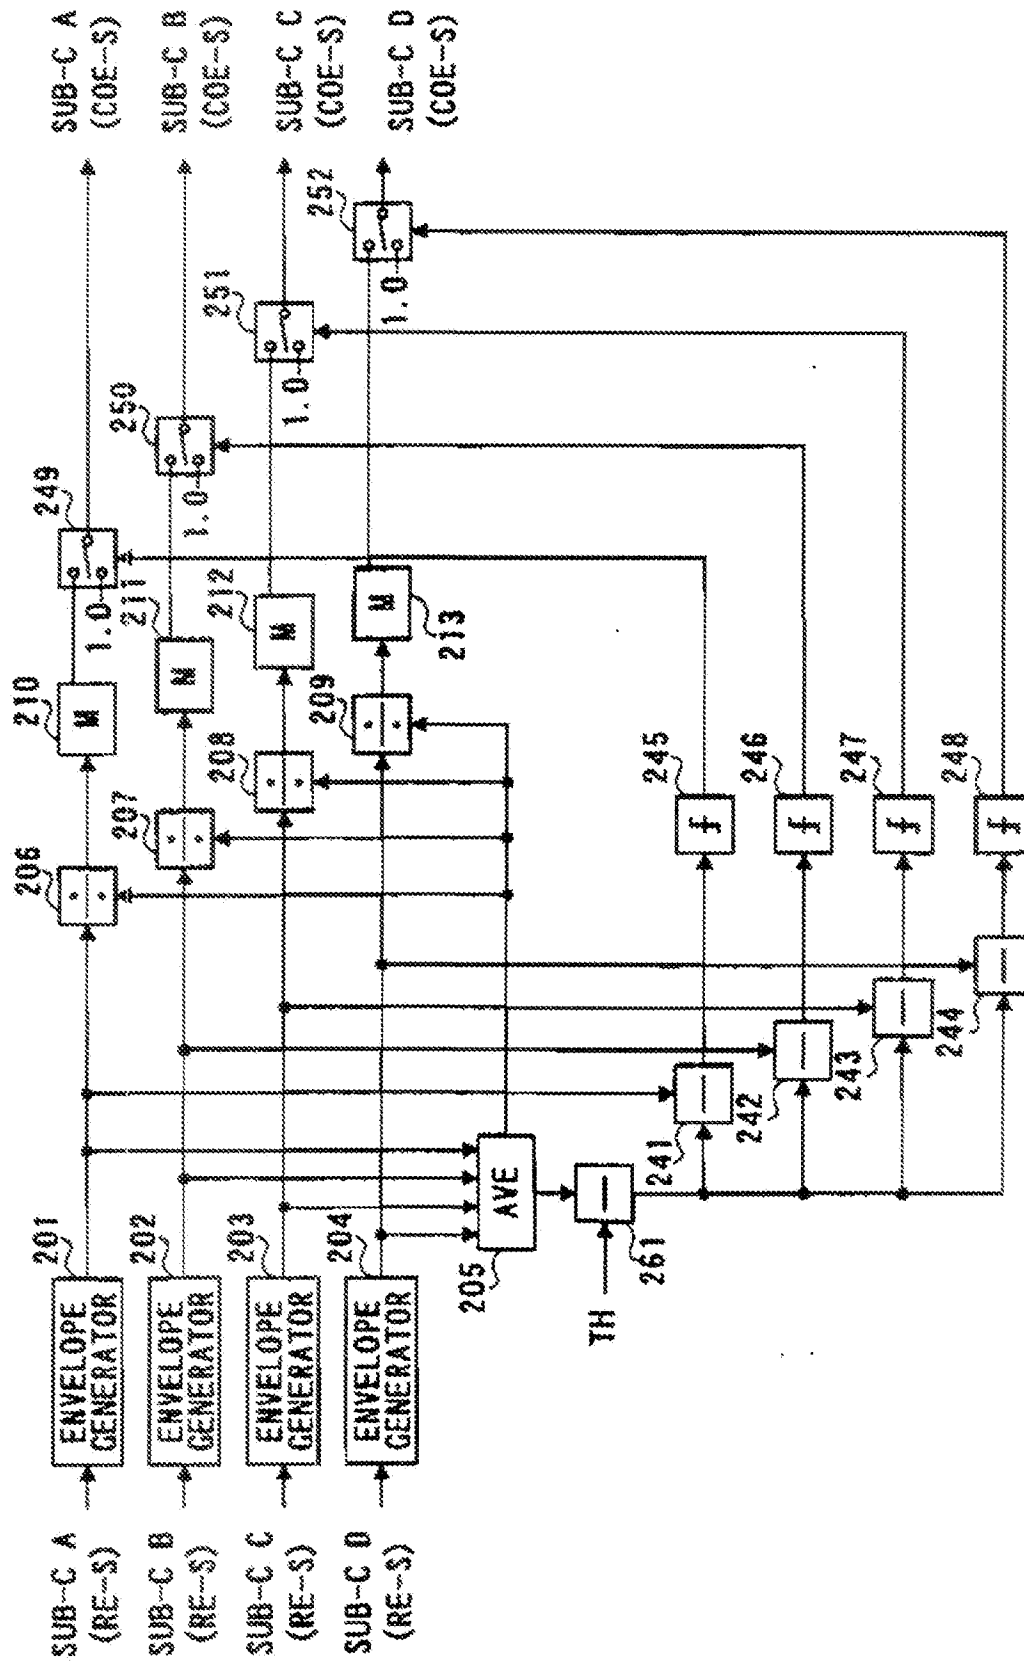 SUB-C A
(RE-S)
ENVELOPE
GENERATOR
201
206
210
M
1.0
249
SUB-C A
(COE-S)
SUB-C B
(RE-S)
ENVELOPE
GENERATOR
202
207
211
M
1.0
250
SUB-C B
(COE-S)
SUB-C C
(RE-S)
ENVELOPE
GENERATOR
203
208
212
M
1.0
251
SUB-C C
(COE-S)
SUB-C D
(RE-S)
ENVELOPE
GENERATOR
204
209
213
M
1.0
252
SUB-C D
(COE-S)
205
AVE
TH
261
241
245
242
246
243
247
244
248